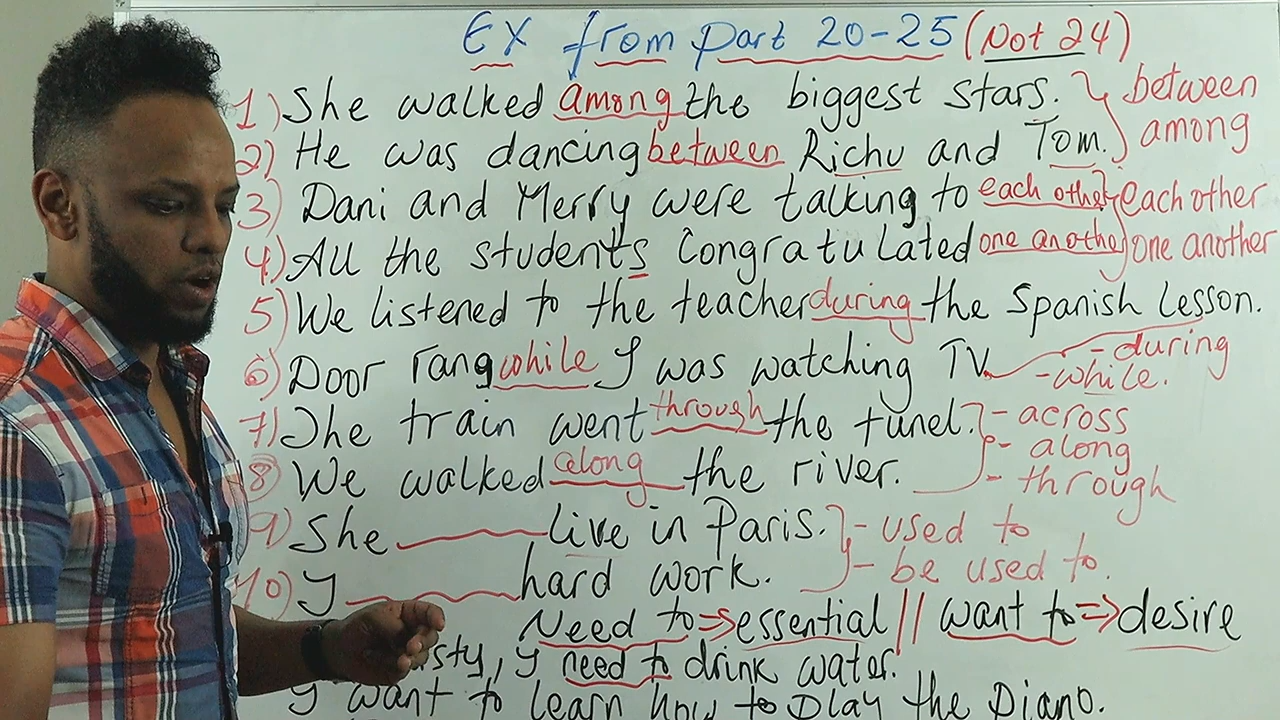 EX from part 20-25 (Not 24)
1) She walked among the biggest stars. between
2) He was dancing between Richu and Tom. among
3) Dani and Merry were talking to each other each other
4) All the students congratulated one another one another
5) We listened to the teacher during the Spanish lesson.
6) Door rang while I was watching TV. - during
- while.
7) The train went through the tunel. - across
- along
8) We walked along the river. - through
9) She live in Paris. - used to
10) I hard work. - be used to.
Need to => essential // want to => desire
I need to drink water.
I want to learn how to play the piano.